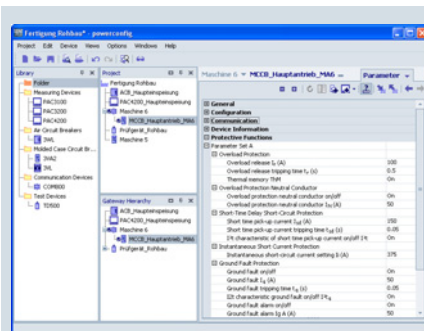 Fertigung Rohbau* - powerconfig
Project Edit Device Views Options Windows Help
Library
Folder
Measuring Devices
PAC3100
PAC3200
PAC4200
Air Circuit Breakers
3WL
Molded Case Circuit Br...
3VA2
3VL
Communication Devices
COM800
Test Devices
TD500
Project
Fertigung Rohbau
ACB_Haupteinspeisung
PAC4200_Haupteinspeisung
Maschine 6
MCCB_Hauptantrieb_MA6
Prüfgerät_Rohbau
Maschine 5
Gateway Hierarchy
ACB_Haupteinspeisung
PAC4200_Haupteinspeisung
Maschine 6
MCCB_Hauptantrieb_MA6
Prüfgerät_Rohbau
Maschine 6 ▾ MCCB_Hauptantrieb_MA6 – Parameter
General
Configuration
Communication
Device Information
Protective Functions
Parameter Set A
Overload Protection
Overload release Iᵣ (A) 100
Overload release tripping time tᵣ (s) 0.5
Thermal memory TMM On
Overload Protection Neutral Conductor
Overload protection neutral conductor on/off On
Overload protection neutral conductor Iɴ (A) 50
Short-Time Delay Short-Circuit Protection
Short time pick-up current Isd (A) 150
Short time pick-up current tripping time tsd (s) 0.05
I²t characteristic of short time pick-up current on/off I²t On
Instantaneous Short Current Protection
Instantaneous short-circuit current setting Ii (A) 375
Ground Fault Protection
Ground fault on/off On
Ground fault Ig (A) 50
Ground fault tripping time tg (s) 0.05
I2t characteristic ground fault on/off I²tg On
Ground fault alarm on/off On
Ground fault alarm Ig A (A) 50